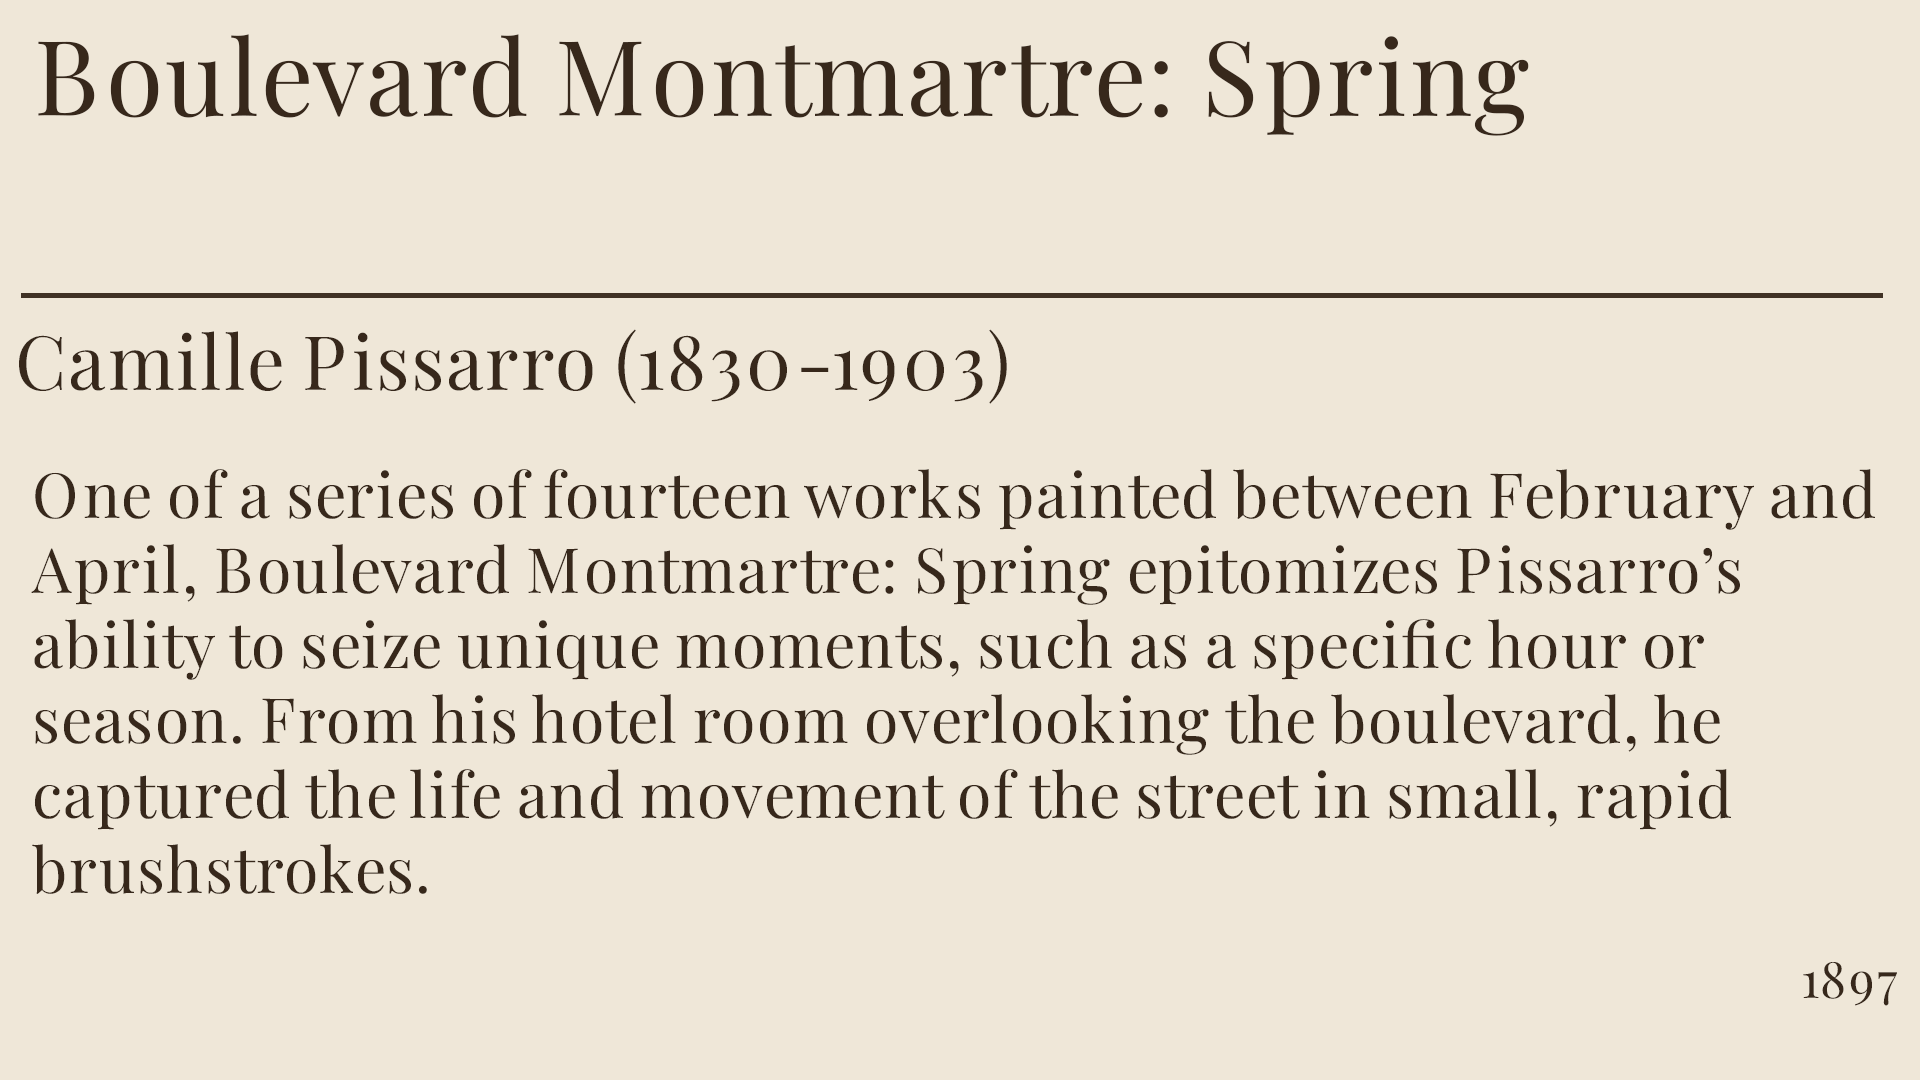 Boulevard Montmartre: Spring
Camille Pissarro (1830-1903)
One of a series of fourteen works painted between February and
April, Boulevard Montmartre: Spring epitomizes Pissarro’s
ability to seize unique moments, such as a specific hour or
season. From his hotel room overlooking the boulevard, he
captured the life and movement of the street in small, rapid
brushstrokes.
1897